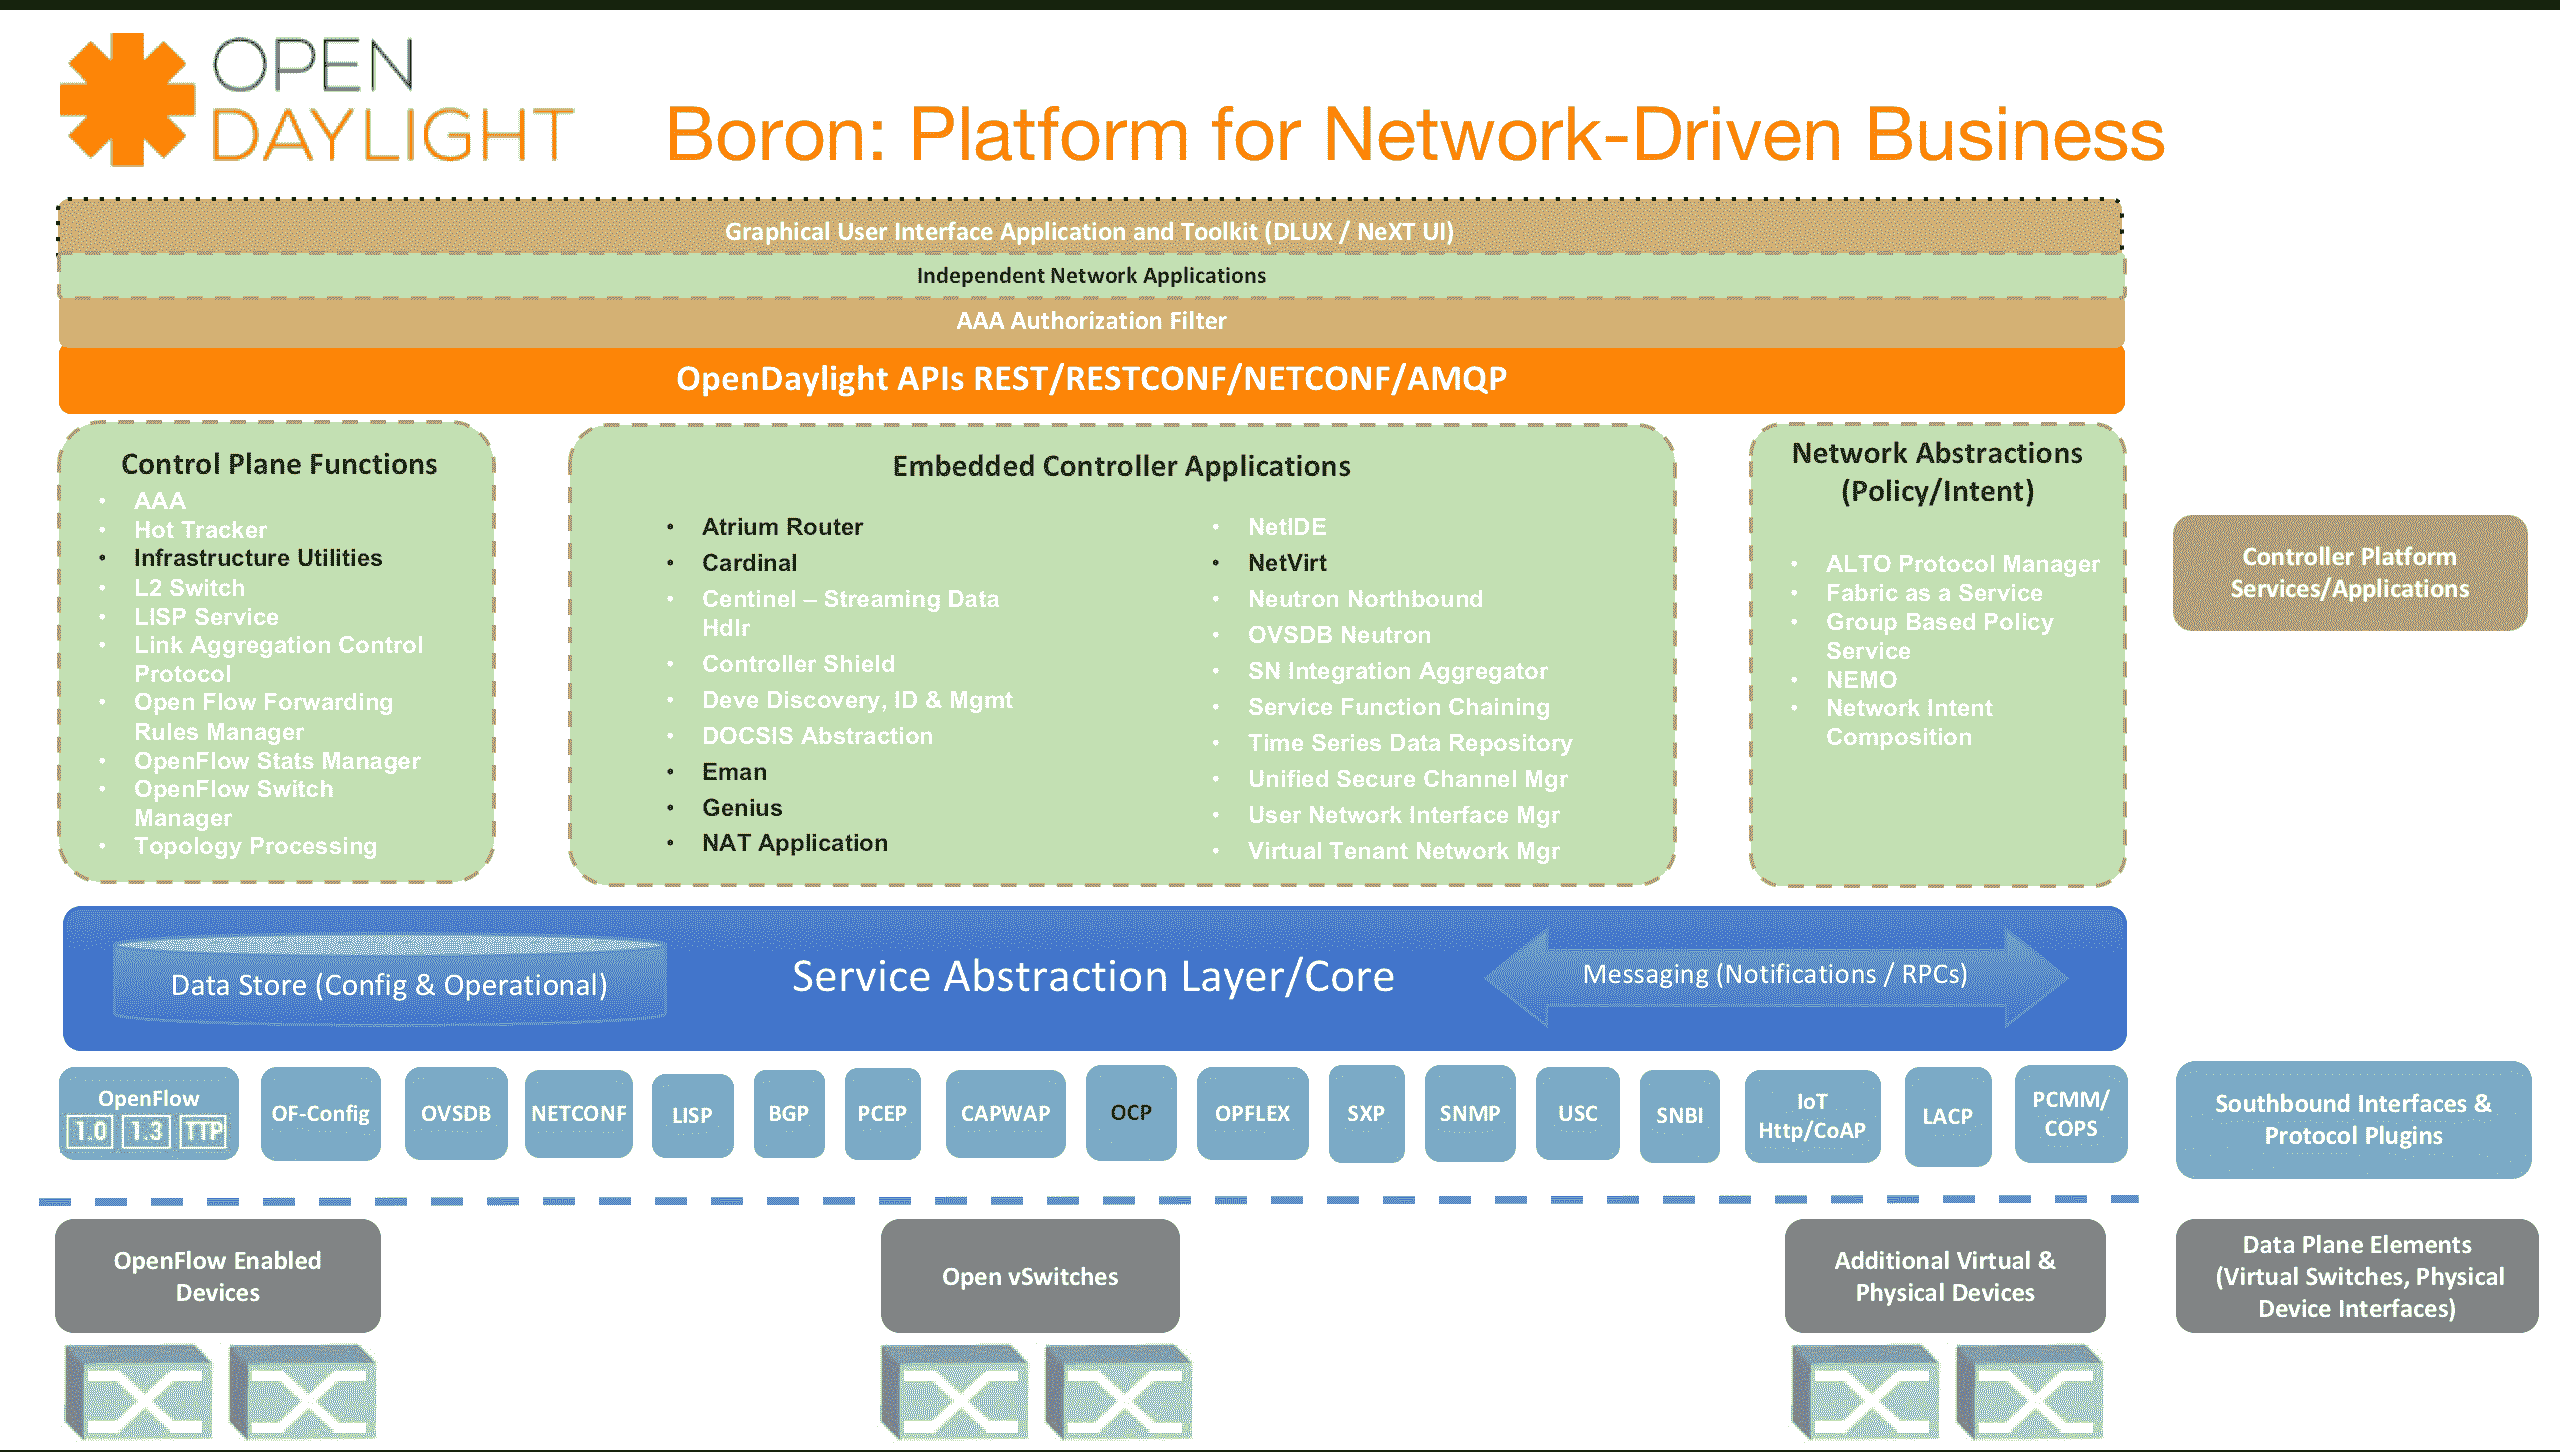 OPEN
DAYLIGHT
Boron: Platform for Network-Driven Business
Graphical User Interface Application and Toolkit (DLUX / NeXT UI)
Independent Network Applications
AAA Authorization Filter
OpenDaylight APIs REST/RESTCONF/NETCONF/AMQP
Control Plane Functions
• AAA
• Hot Tracker
• Infrastructure Utilities
• L2 Switch
• LISP Service
• Link Aggregation Control
Protocol
• Open Flow Forwarding
Rules Manager
• OpenFlow Stats Manager
• OpenFlow Switch
Manager
• Topology Processing
Embedded Controller Applications
• Atrium Router
• Cardinal
• Centinel – Streaming Data
Hdlr
• Controller Shield
• Deve Discovery, ID & Mgmt
• DOCSIS Abstraction
• Eman
• Genius
• NAT Application
• NetIDE
• NetVirt
• Neutron Northbound
• OVSDB Neutron
• SN Integration Aggregator
• Service Function Chaining
• Time Series Data Repository
• Unified Secure Channel Mgr
• User Network Interface Mgr
• Virtual Tenant Network Mgr
Network Abstractions
(Policy/Intent)
• ALTO Protocol Manager
• Fabric as a Service
• Group Based Policy
Service
• NEMO
• Network Intent
Composition
Controller Platform
Services/Applications
Data Store (Config & Operational)
Service Abstraction Layer/Core
Messaging (Notifications / RPCs)
OpenFlow
1.0 1.3 TTP
OF-Config
OVSDB
NETCONF
LISP
BGP
PCEP
CAPWAP
OCP
OPFLEX
SXP
SNMP
USC
SNBI
IoT
Http/CoAP
LACP
PCMM/
COPS
Southbound Interfaces &
Protocol Plugins
OpenFlow Enabled
Devices
Open vSwitches
Additional Virtual &
Physical Devices
Data Plane Elements
(Virtual Switches, Physical
Device Interfaces)